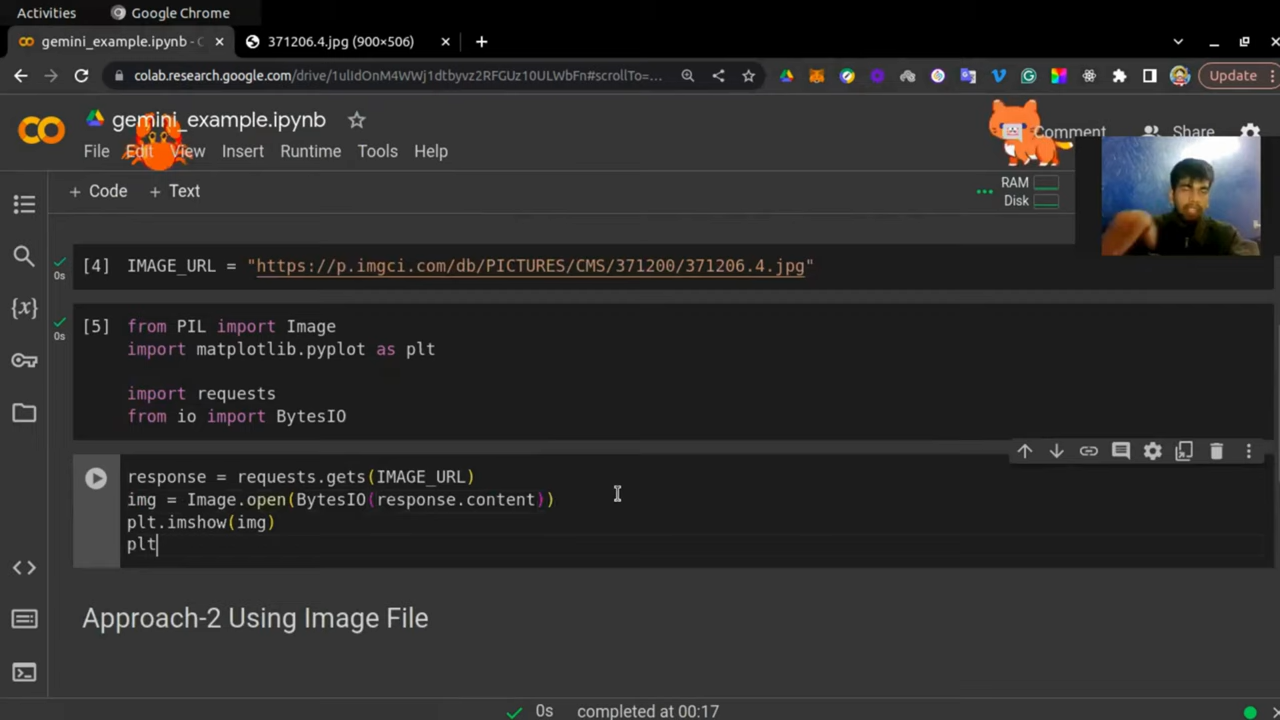 Activities
Google Chrome
gemini_example.ipynb - C
371206.4.jpg (900×506)
colab.research.google.com/drive/1ulIdOnM4WWj1dtbyvz2RFGUz10ULWbFn#scrollTo=...
Update
gemini_example.ipynb
Comment
Share
File Edit View Insert Runtime Tools Help
+ Code + Text
RAM
Disk
[4] IMAGE_URL = "https://p.imgci.com/db/PICTURES/CMS/371200/371206.4.jpg"
0s
[5] from PIL import Image
0s
import matplotlib.pyplot as plt
import requests
from io import BytesIO
response = requests.gets(IMAGE_URL)
img = Image.open(BytesIO(response.content))
plt.imshow(img)
plt
Approach-2 Using Image File
0s completed at 00:17